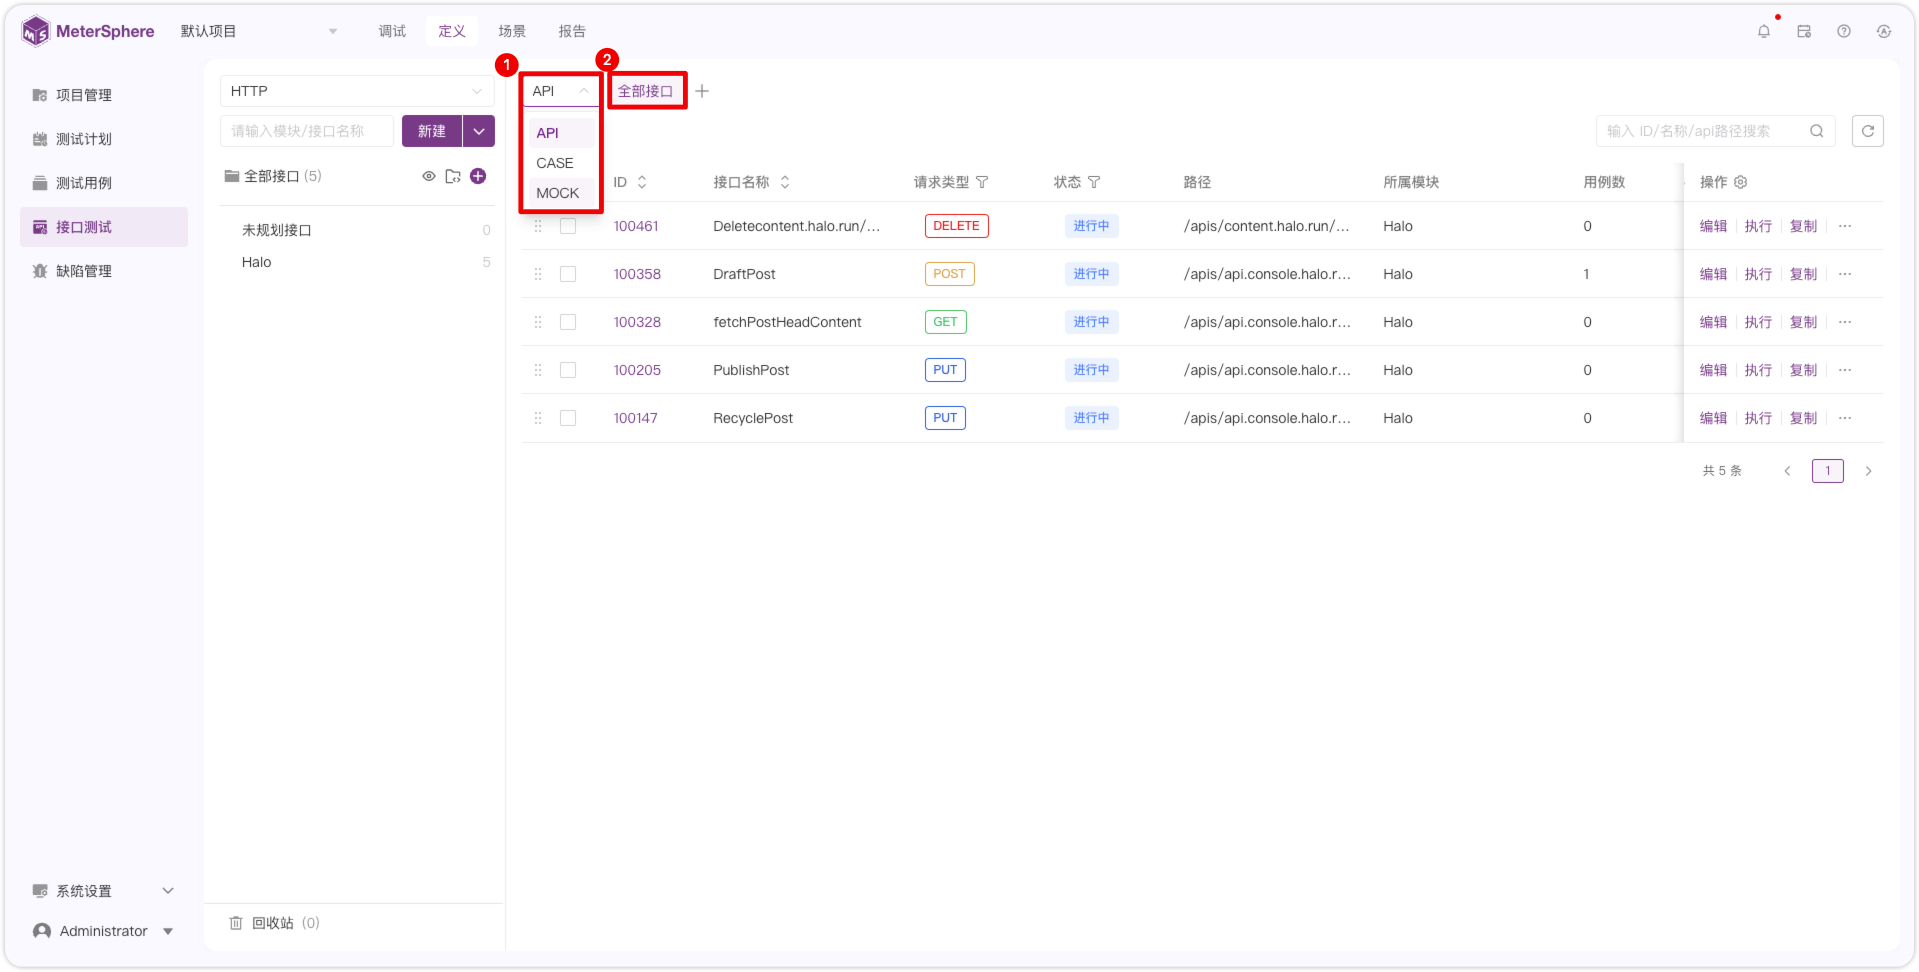 MeterSphere 默认项目 调试 定义 场景 报告
项目管理
测试计划
测试用例
接口测试
缺陷管理
系统设置
Administrator
HTTP
请输入模块/接口名称 新建
全部接口 (5)
未规划接口 0
Halo 5
回收站 (0)
1 2
API 全部接口
API
CASE
MOCK
输入 ID/名称/api路径搜索
ID 接口名称 请求类型 状态 路径 所属模块 用例数 操作
100461 Deletecontent.halo.run/... DELETE 进行中 /apis/content.halo.run/... Halo 0 编辑 执行 复制 ...
100358 DraftPost POST 进行中 /apis/api.console.halo.r... Halo 1 编辑 执行 复制 ...
100328 fetchPostHeadContent GET 进行中 /apis/api.console.halo.r... Halo 0 编辑 执行 复制 ...
100205 PublishPost PUT 进行中 /apis/api.console.halo.r... Halo 0 编辑 执行 复制 ...
100147 RecyclePost PUT 进行中 /apis/api.console.halo.r... Halo 0 编辑 执行 复制 ...
共 5 条 1